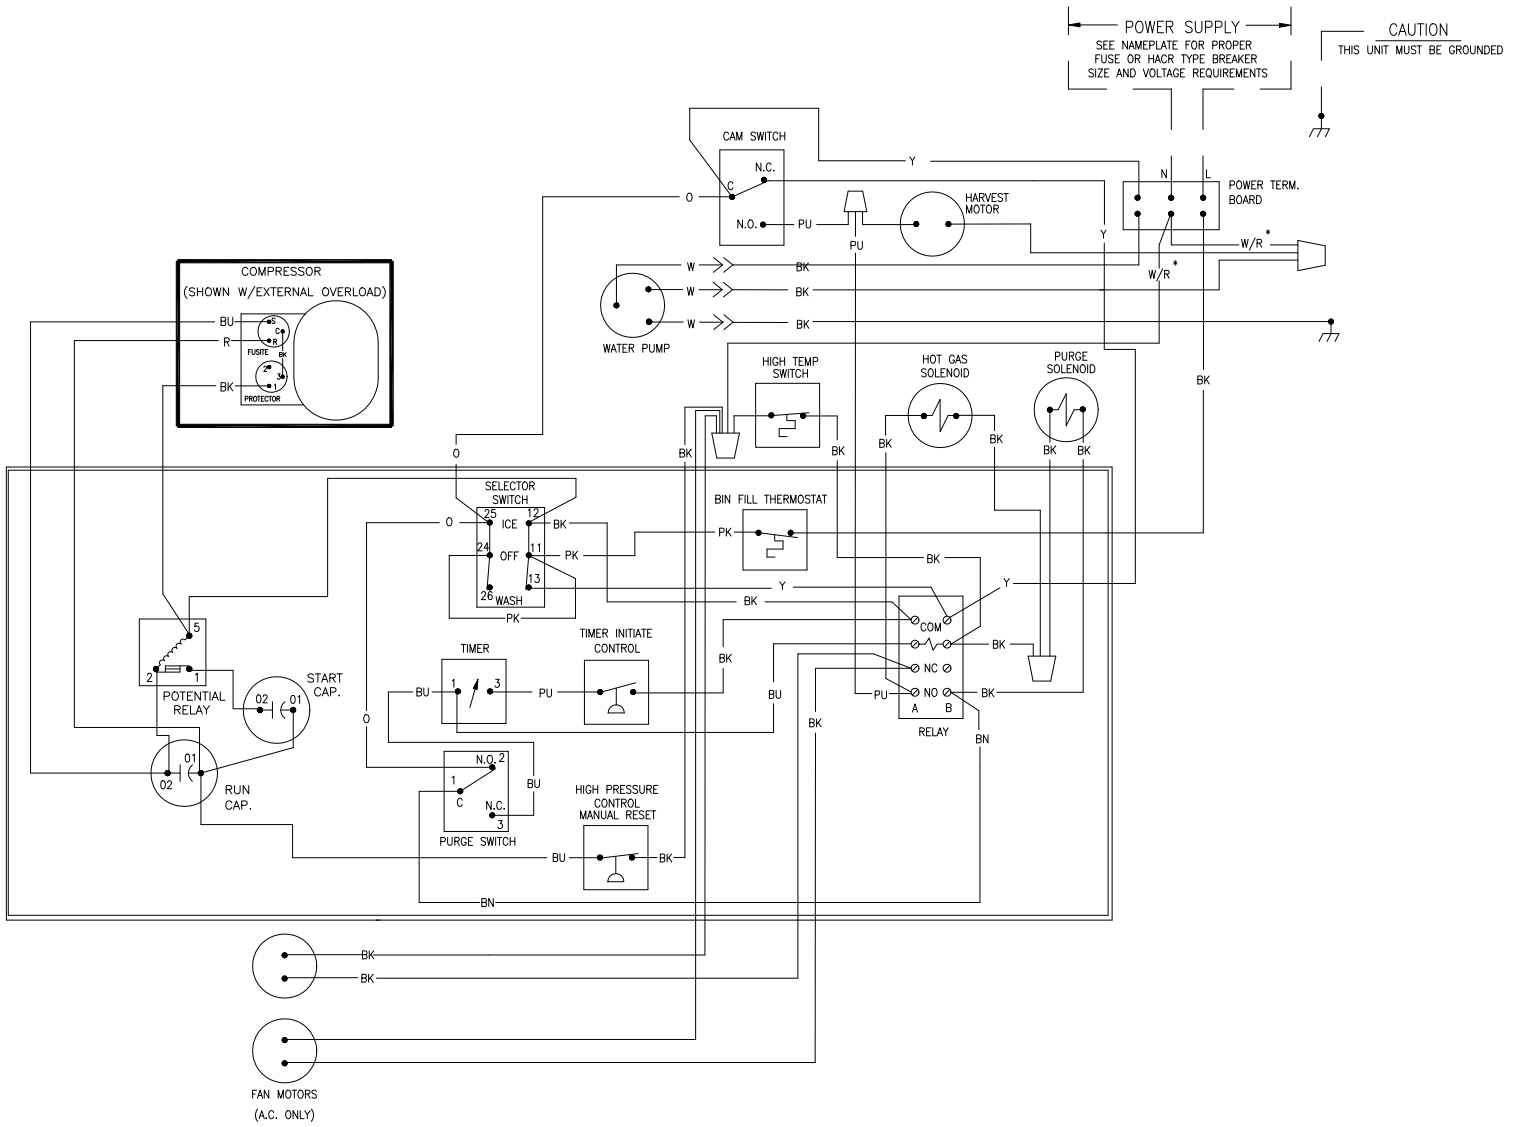 POWER SUPPLY
SEE NAMEPLATE FOR PROPER
FUSE OR HACR TYPE BREAKER
SIZE AND VOLTAGE REQUIREMENTS
CAUTION
THIS UNIT MUST BE GROUNDED
CAM SWITCH
N.C.
C
N.O.
O
Y
N
L
POWER TERM.
BOARD
HARVEST
MOTOR
PU
PU
Y
W/R *
W/R *
COMPRESSOR
(SHOWN W/EXTERNAL OVERLOAD)
S
C
R
FUSITE
BK
2
3
1
PROTECTOR
BU
R
BK
W
BK
W
BK
W
BK
WATER PUMP
HIGH TEMP
SWITCH
HOT GAS
SOLENOID
PURGE
SOLENOID
BK
BK
BK
BK
BK
BK
BK
O
SELECTOR
SWITCH
25
12
ICE
24
11
OFF
13
26
WASH
O
BK
PK
PK
BIN FILL THERMOSTAT
PK
BK
Y
BK
Y
COM
NC
NO
A
B
RELAY
BK
BK
PU
BN
5
2
1
POTENTIAL
RELAY
START
CAP.
02
01
01
02
RUN
CAP.
TIMER
1
3
BU
PU
TIMER INITIATE
CONTROL
BK
BU
BK
O
N.O.
2
1
C
N.C.
3
PURGE SWITCH
BU
HIGH PRESSURE
CONTROL
MANUAL RESET
BU
BK
BN
BK
BK
FAN MOTORS
(A.C. ONLY)